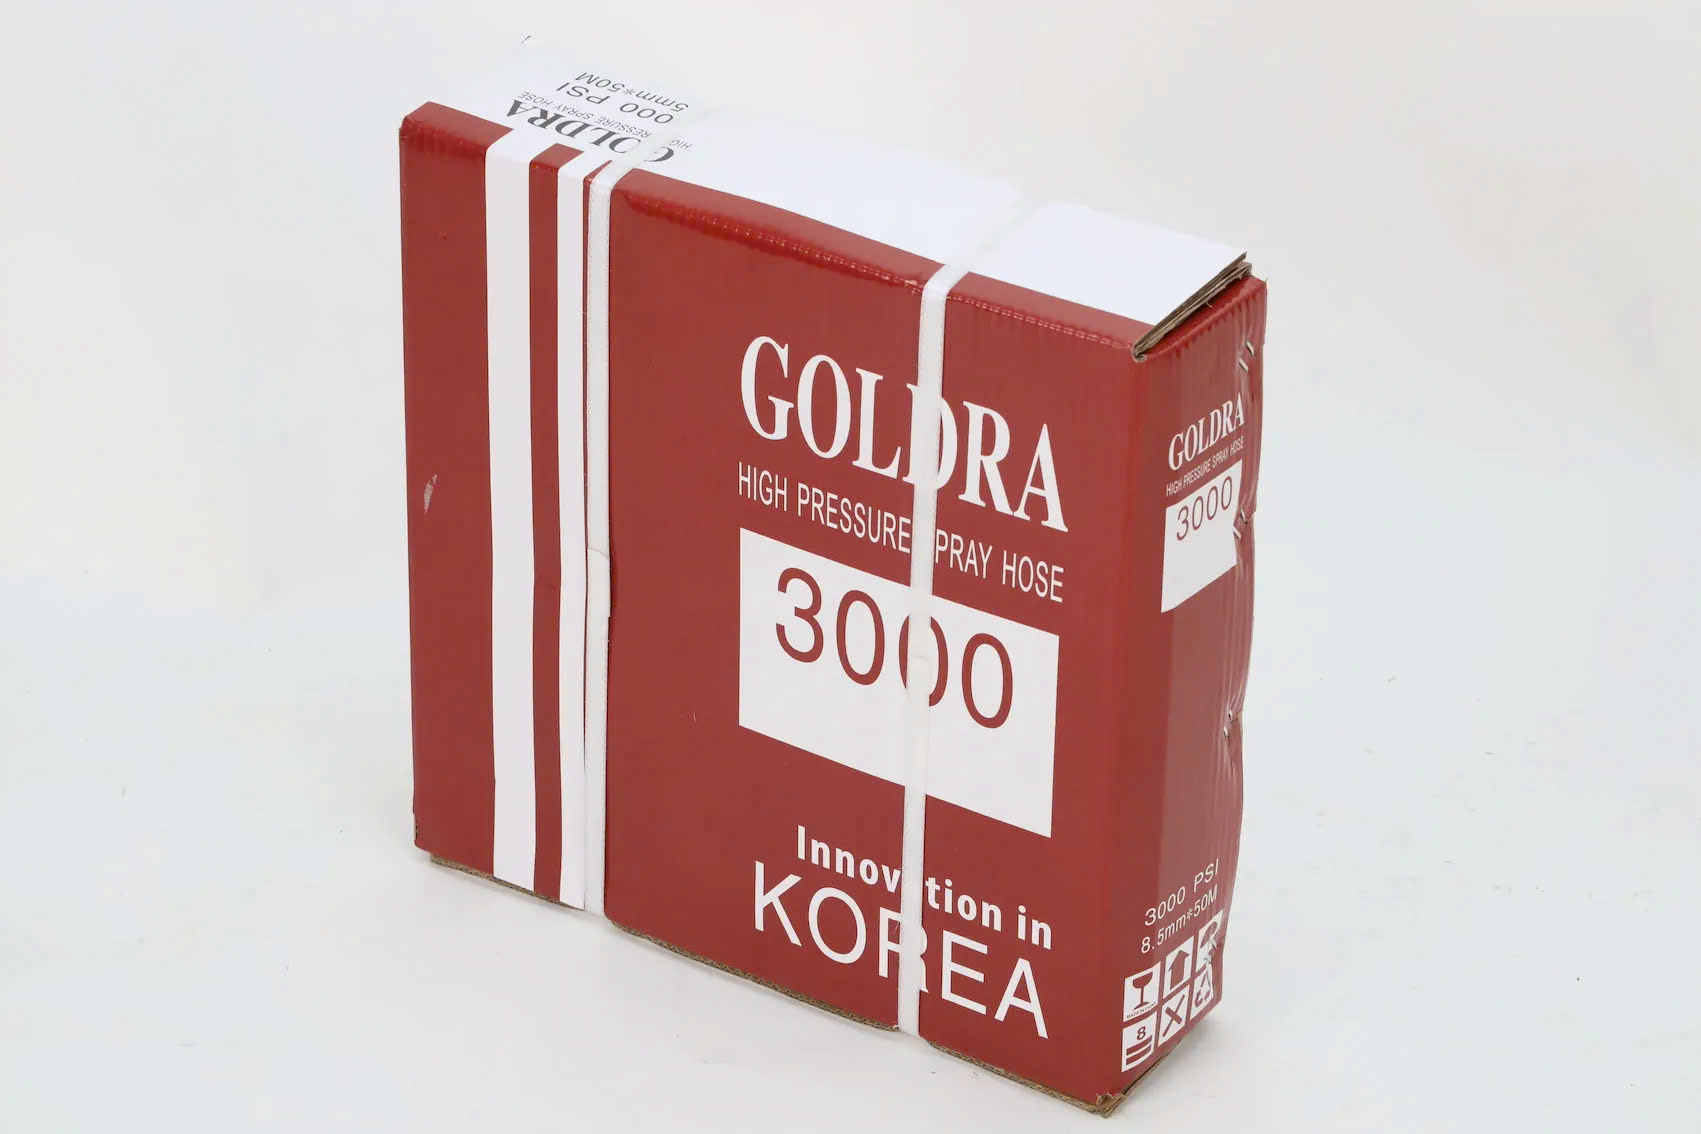 GOLDRA
HIGH PRESSURE SPRAY HOSE
3000
Innovation in
KOREA
GOLDRA
HIGH PRESSURE SPRAY HOSE
3000
3000 PSI
8.5mm*50M
8
GOLDRA
000 PSI
5mm*50M